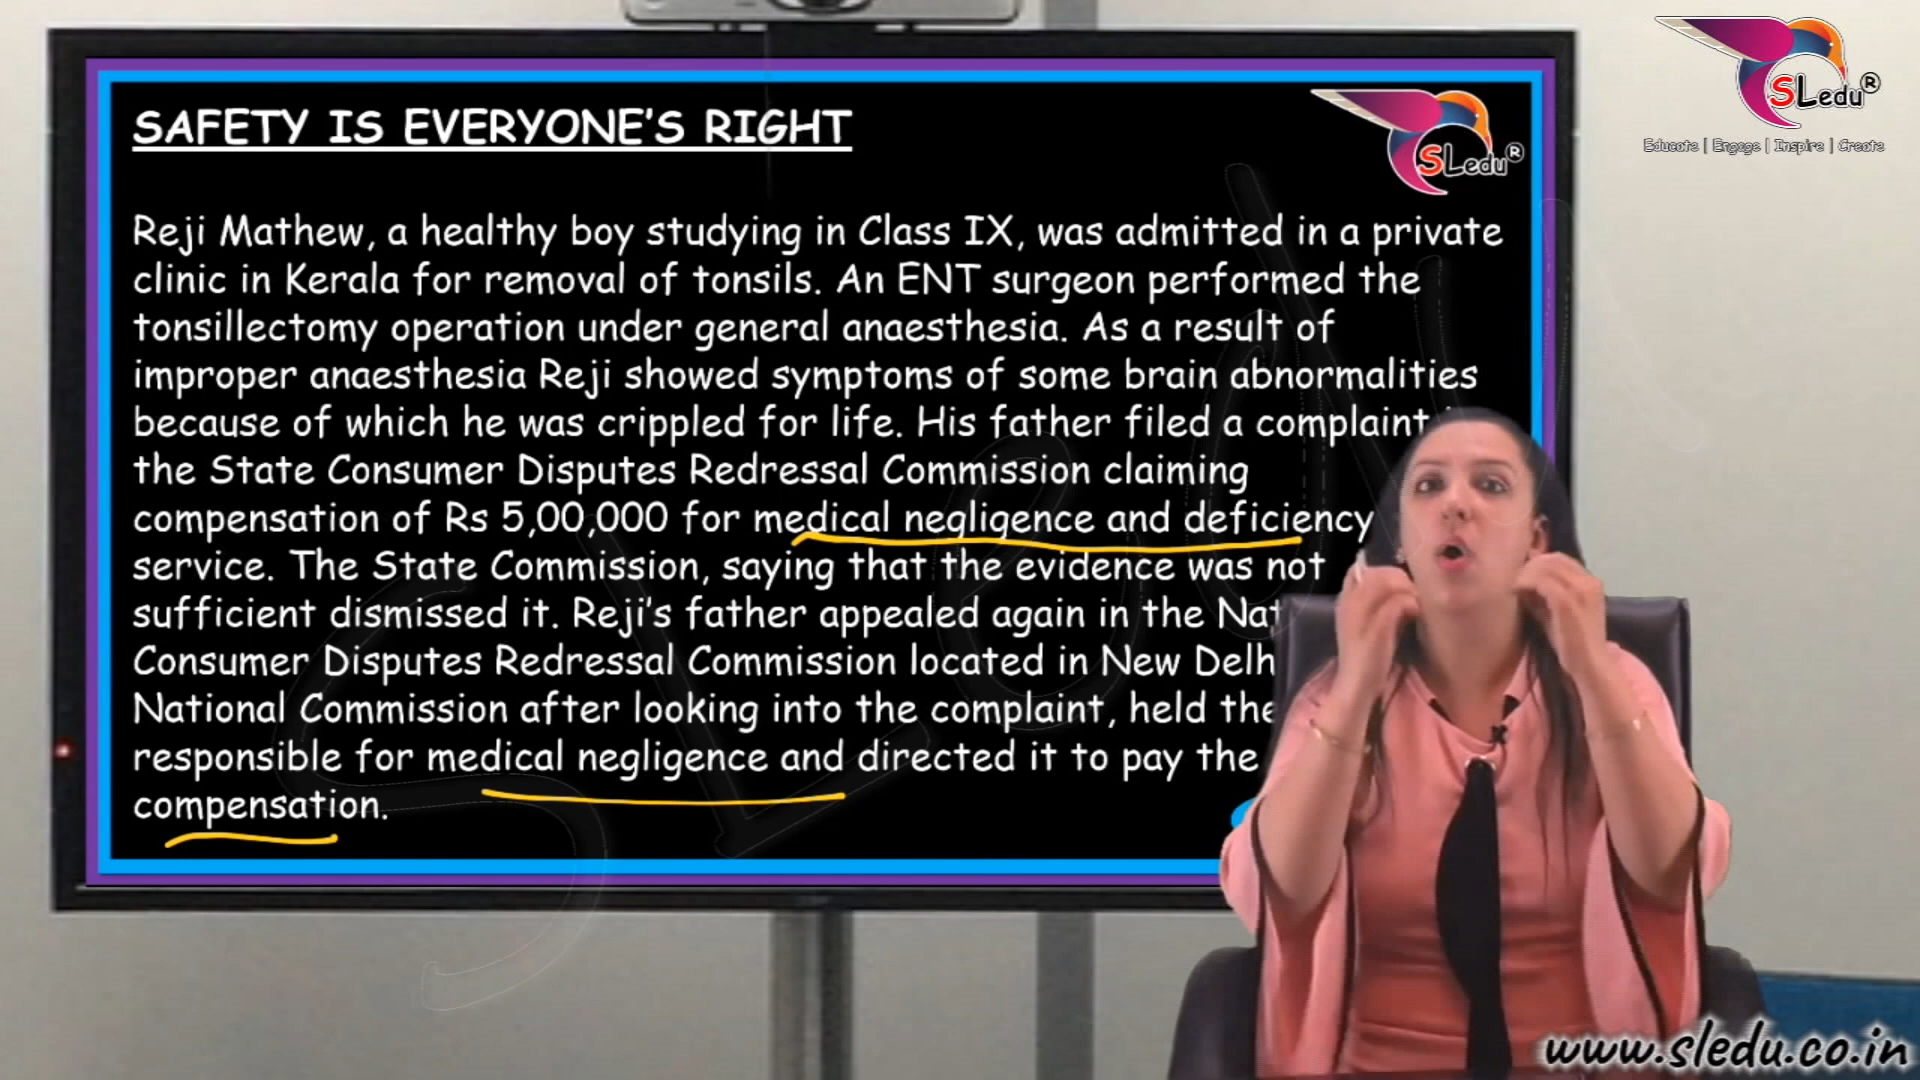 SAFETY IS EVERYONE'S RIGHT
SLedu®
SLedu®
Educate | Engage | Inspire | Create
Reji Mathew, a healthy boy studying in Class IX, was admitted in a private
clinic in Kerala for removal of tonsils. An ENT surgeon performed the
tonsillectomy operation under general anaesthesia. As a result of
improper anaesthesia Reji showed symptoms of some brain abnormalities
because of which he was crippled for life. His father filed a complaint
the State Consumer Disputes Redressal Commission claiming
compensation of Rs 5,00,000 for medical negligence and deficiency
service. The State Commission, saying that the evidence was not
sufficient dismissed it. Reji's father appealed again in the Nat
Consumer Disputes Redressal Commission located in New Delh
National Commission after looking into the complaint, held the
responsible for medical negligence and directed it to pay the
compensation.
SLedu
www.sledu.co.in